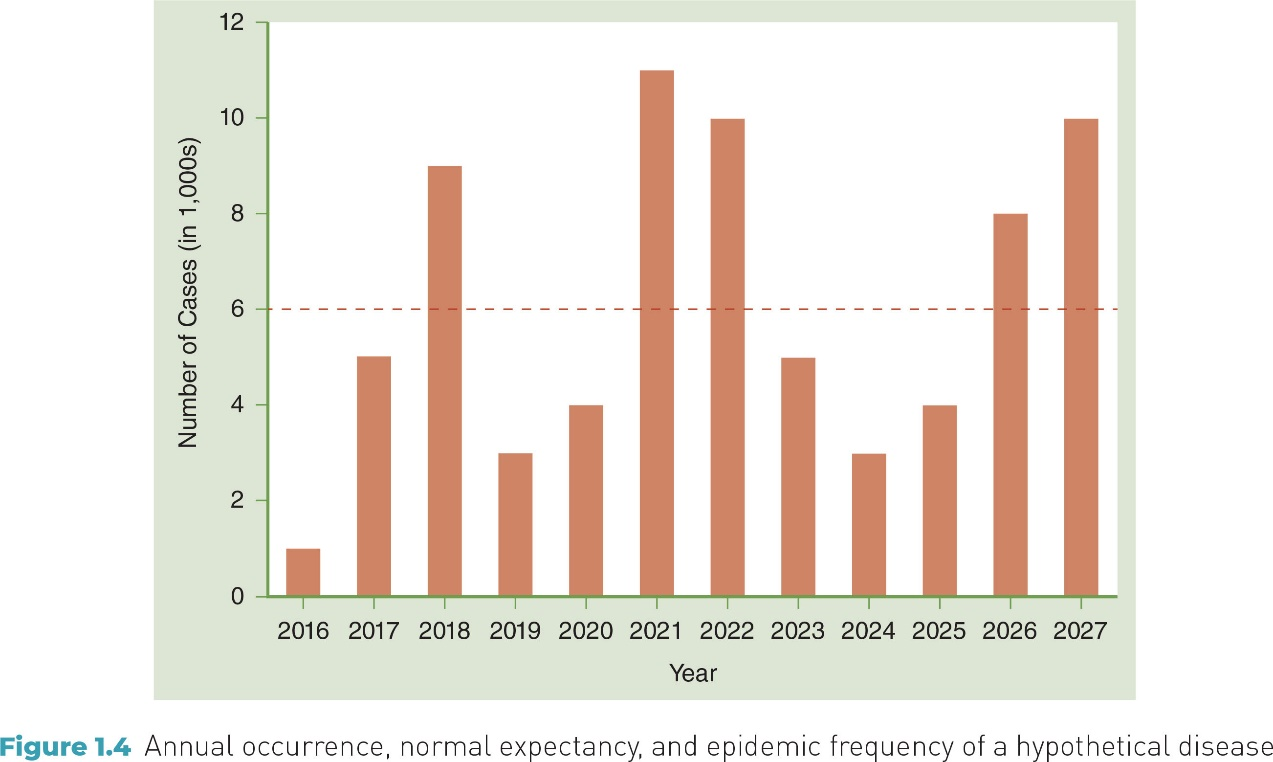 12
10
8
6
4
2
0
Number of Cases (in 1,000s)
2016 2017 2018 2019 2020 2021 2022 2023 2024 2025 2026 2027
Year
Figure 1.4 Annual occurrence, normal expectancy, and epidemic frequency of a hypothetical disease